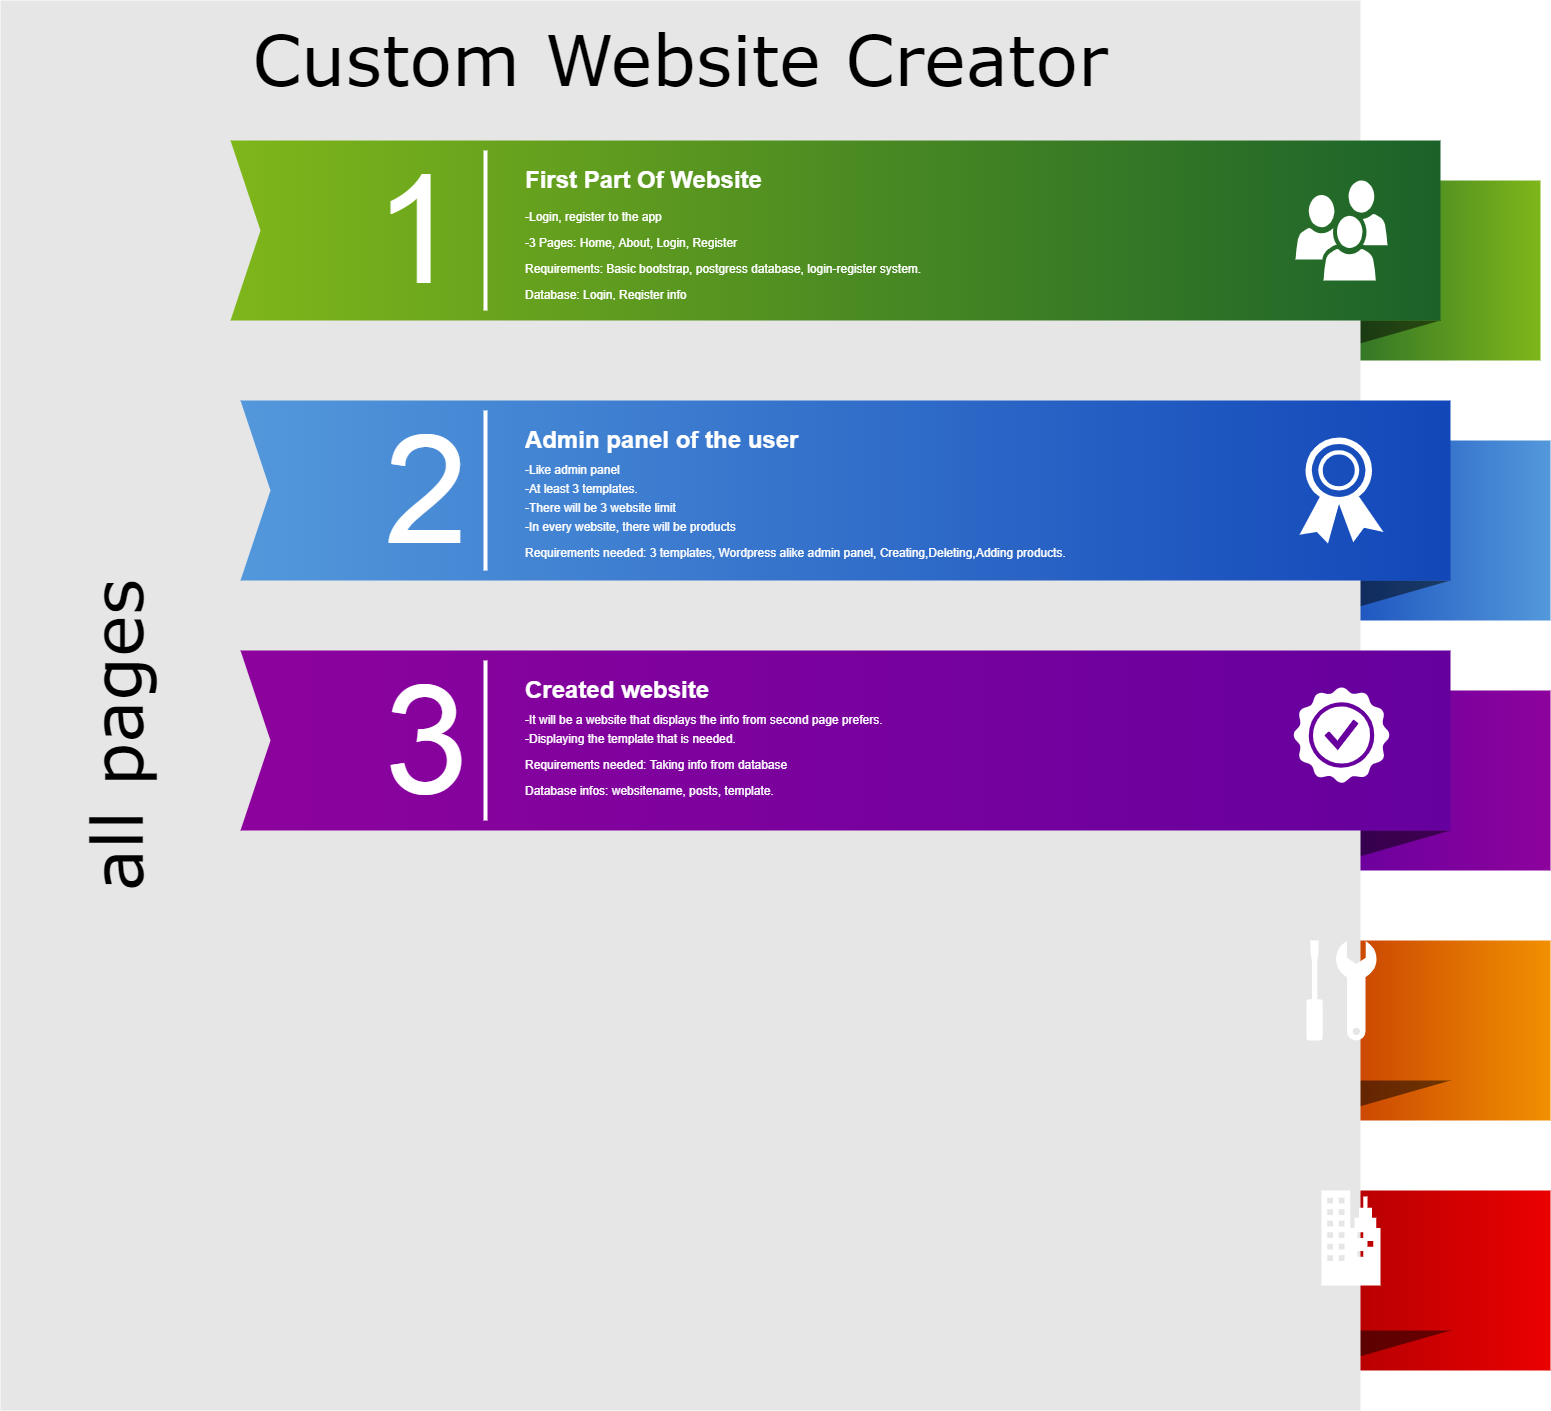 Custom Website Creator
all pages
1
First Part Of Website
-Login, register to the app
-3 Pages: Home, About, Login, Register
Requirements: Basic bootstrap, postgress database, login-register system.
Database: Login, Register info
2
Admin panel of the user
-Like admin panel
-At least 3 templates.
-There will be 3 website limit
-In every website, there will be products
Requirements needed: 3 templates, Wordpress alike admin panel, Creating,Deleting,Adding products.
3
Created website
-It will be a website that displays the info from second page prefers.
-Displaying the template that is needed.
Requirements needed: Taking info from database
Database infos: websitename, posts, template.